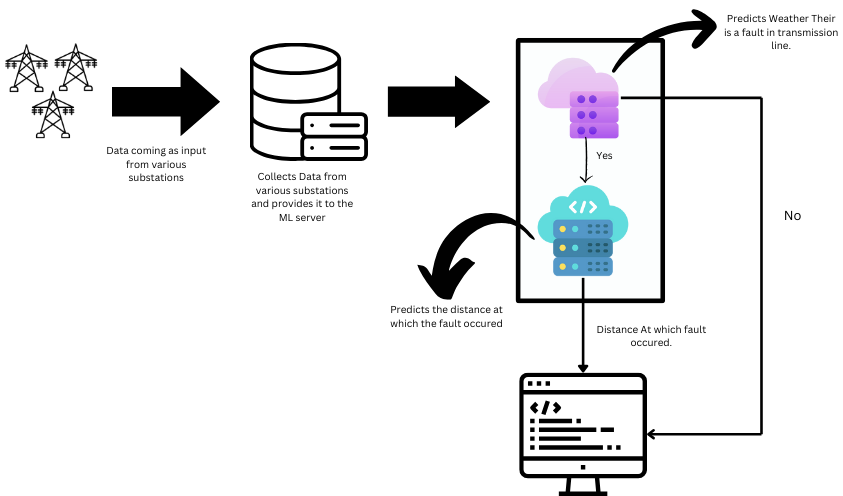 Predicts Weather Their
is a fault in transmission
line.
Data coming as input
from various
substations
Collects Data from
various substations
and provides it to the
ML server
Yes
</>
No
Predicts the distance at
which the fault occured
Distance At which fault
occured.
</>